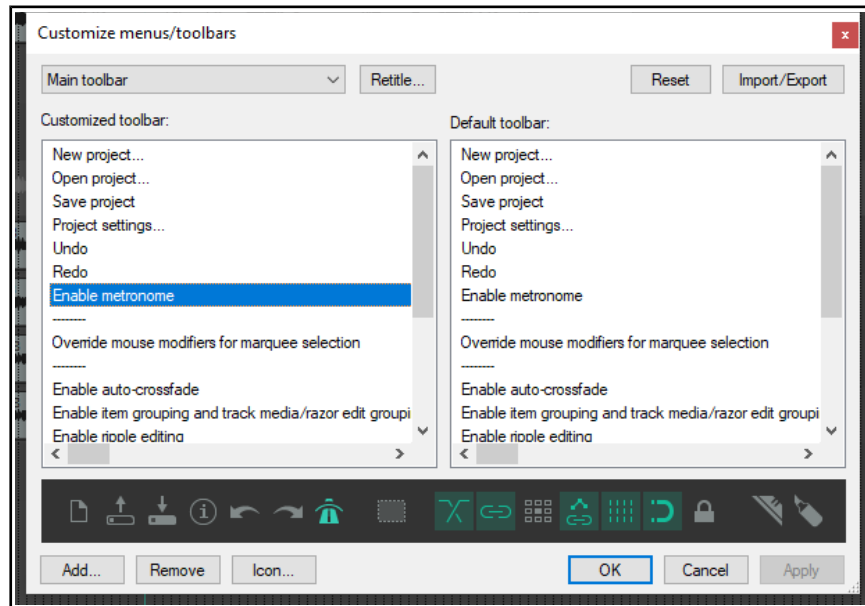 Customize menus/toolbars
x
Main toolbar
Retitle...
Reset
Import/Export
Customized toolbar:
Default toolbar:
New project...
Open project...
Save project
Project settings...
Undo
Redo
Enable metronome
--------
Override mouse modifiers for marquee selection
--------
Enable auto-crossfade
Enable item grouping and track media/razor edit groupi
Enable ripple editing
New project...
Open project...
Save project
Project settings...
Undo
Redo
Enable metronome
--------
Override mouse modifiers for marquee selection
--------
Enable auto-crossfade
Enable item grouping and track media/razor edit groupi
Enable ripple editing
Add...
Remove
Icon...
OK
Cancel
Apply